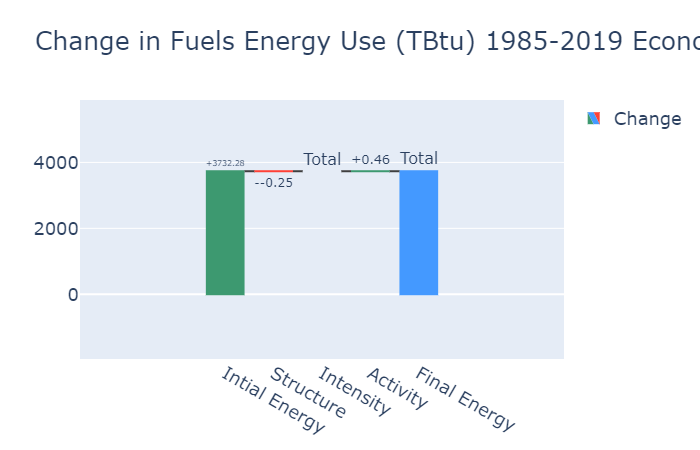 Change in Fuels Energy Use (TBtu) 1985-2019 Econo
Change
4000
2000
0
+3732.28
--0.25
Total
+0.46
Total
Intial Energy
Structure
Intensity
Activity
Final Energy